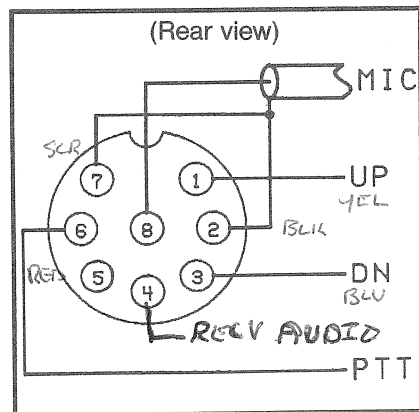 (Rear view)
MIC
SCR
7
1
UP
YEL
6
8
2
BLK
RED
5
3
DN
BLU
4
RECV AUDIO
PTT